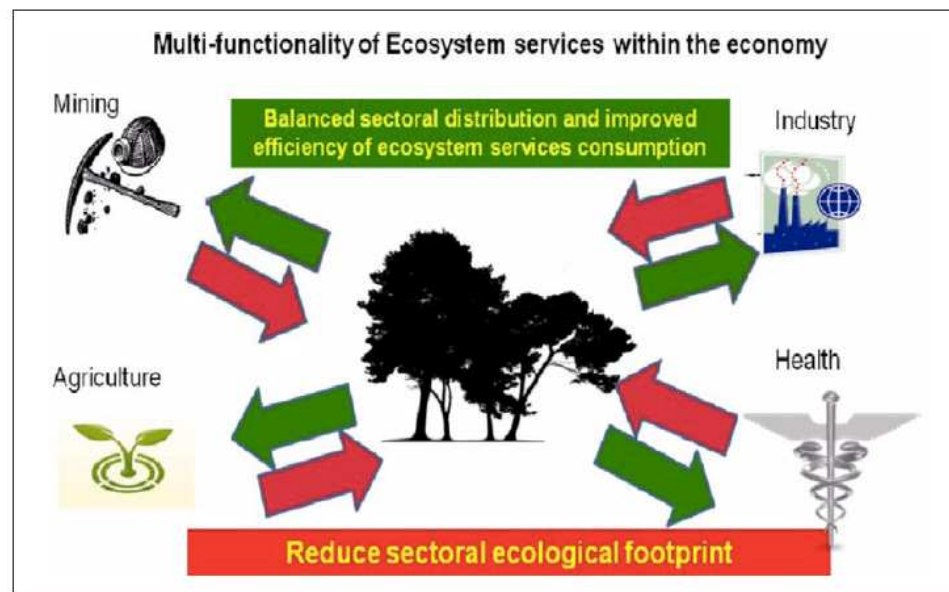 Multi-functionality of Ecosystem services within the economy
Mining
Balanced sectoral distribution and improved
efficiency of ecosystem services consumption
Industry
Agriculture
Health
Reduce sectoral ecological footprint